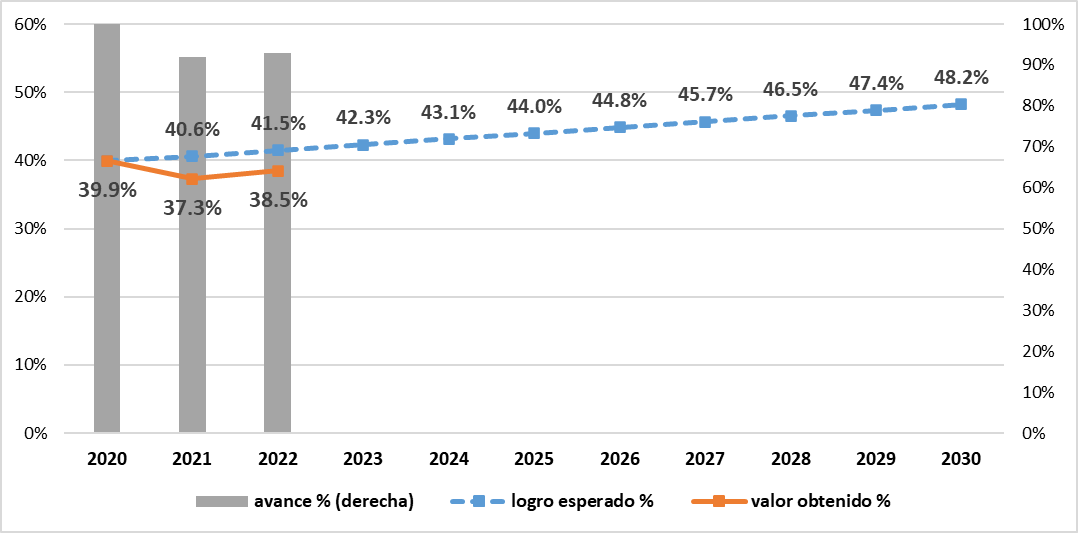 60% 100%
90%
50% 80%
40% 70%
60%
30% 50%
40%
20% 30%
10% 20%
10%
0% 0%
40.6% 41.5% 42.3% 43.1% 44.0% 44.8% 45.7% 46.5% 47.4% 48.2%
39.9% 37.3% 38.5%
2020 2021 2022 2023 2024 2025 2026 2027 2028 2029 2030
avance % (derecha) logro esperado % valor obtenido %